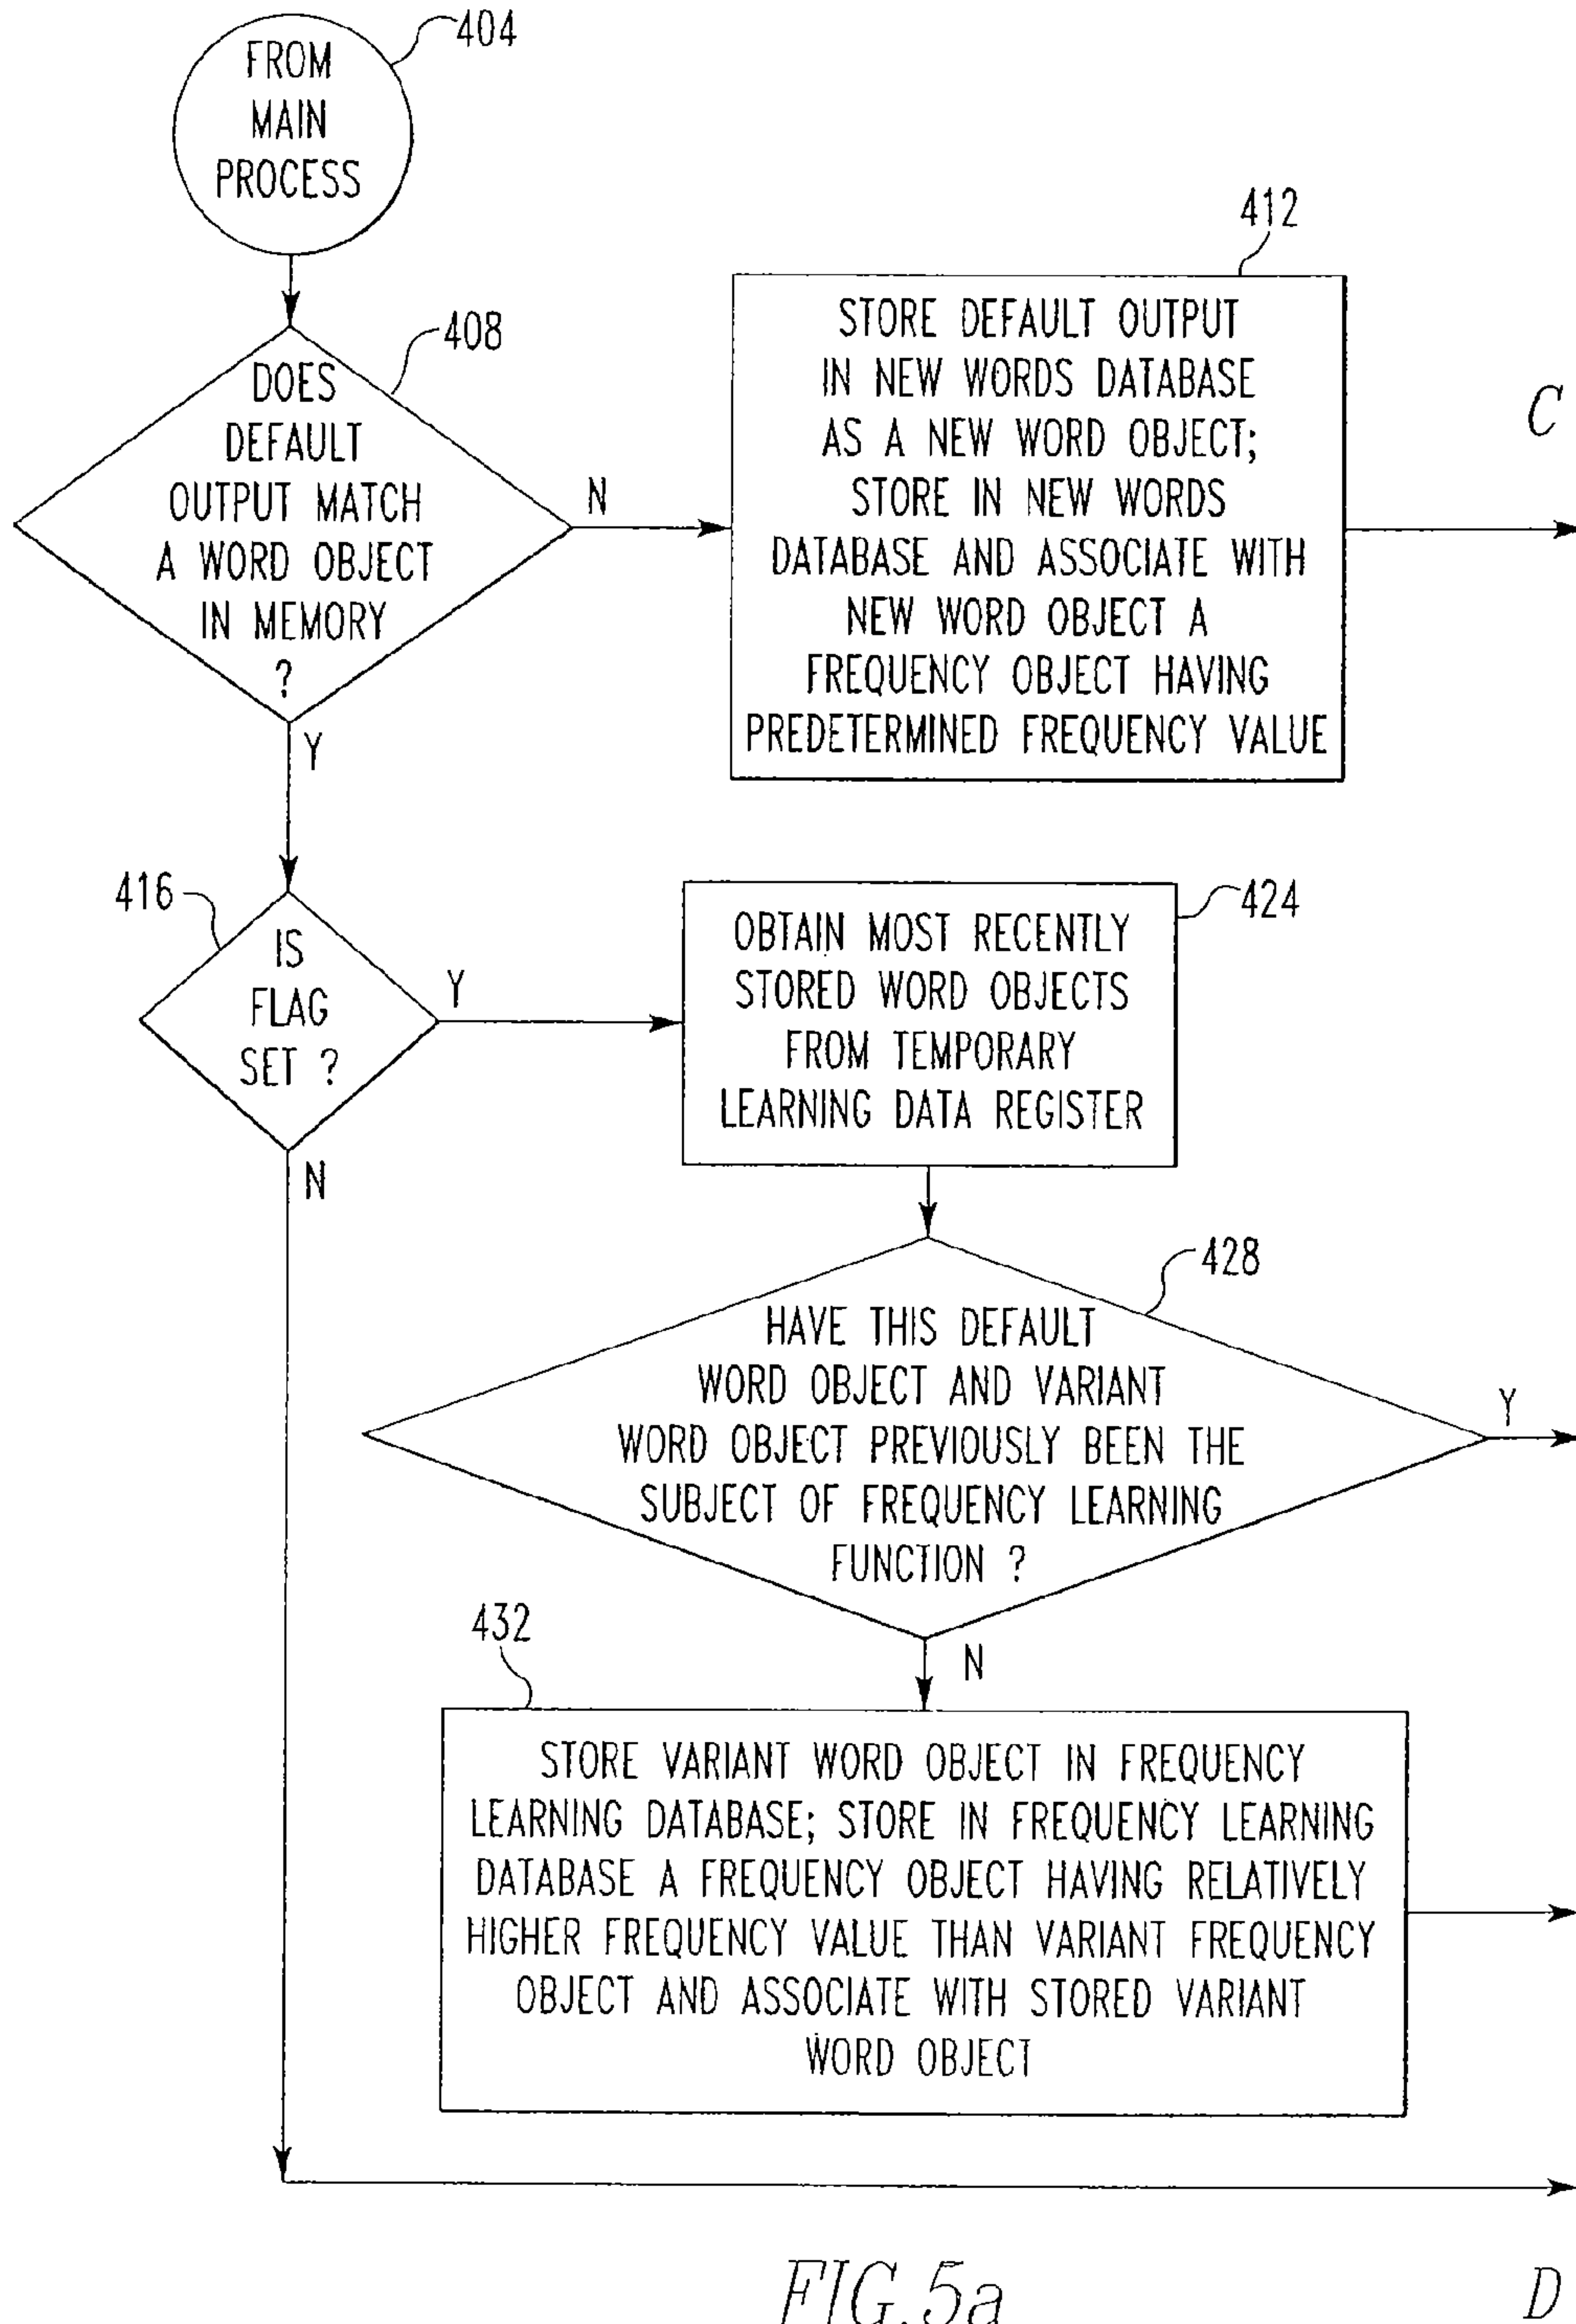 FROM
MAIN
PROCESS
404
DOES
DEFAULT
OUTPUT MATCH
A WORD OBJECT
IN MEMORY
?
408
N
Y
412
STORE DEFAULT OUTPUT
IN NEW WORDS DATABASE
AS A NEW WORD OBJECT;
STORE IN NEW WORDS
DATABASE AND ASSOCIATE WITH
NEW WORD OBJECT A
FREQUENCY OBJECT HAVING
PREDETERMINED FREQUENCY VALUE
C
416
IS
FLAG
SET ?
Y
N
424
OBTAIN MOST RECENTLY
STORED WORD OBJECTS
FROM TEMPORARY
LEARNING DATA REGISTER
428
HAVE THIS DEFAULT
WORD OBJECT AND VARIANT
WORD OBJECT PREVIOUSLY BEEN THE
SUBJECT OF FREQUENCY LEARNING
FUNCTION ?
Y
N
432
STORE VARIANT WORD OBJECT IN FREQUENCY
LEARNING DATABASE; STORE IN FREQUENCY LEARNING
DATABASE A FREQUENCY OBJECT HAVING RELATIVELY
HIGHER FREQUENCY VALUE THAN VARIANT FREQUENCY
OBJECT AND ASSOCIATE WITH STORED VARIANT
WORD OBJECT
FIG.5a
D